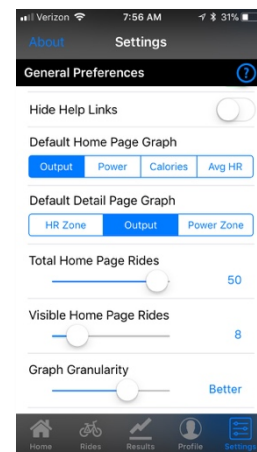 Verizon 7:56 AM 31%
About Settings
General Preferences ?
Hide Help Links
Default Home Page Graph
Output Power Calories Avg HR
Default Detail Page Graph
HR Zone Output Power Zone
Total Home Page Rides
50
Visible Home Page Rides
8
Graph Granularity
Better
Home Rides Results Profile Settings